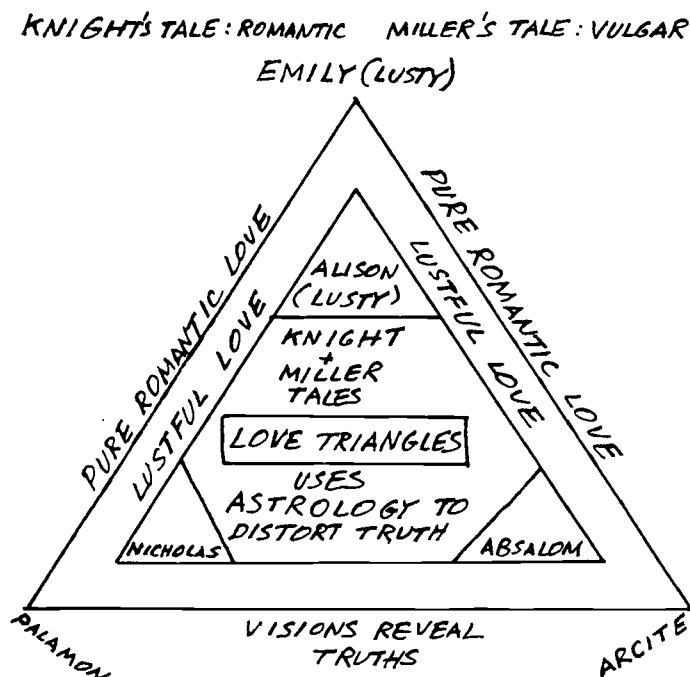 KNIGHT'S TALE: ROMANTIC MILLER'S TALE: VULGAR
EMILY (LUSTY)
PURE ROMANTIC LOVE
PURE ROMANTIC LOVE
LUSTFUL LOVE
LUSTFUL LOVE
ALISON
(LUSTY)
KNIGHT
+
MILLER
TALES
LOVE TRIANGLES
USES
ASTROLOGY TO
DISTORT TRUTH
NICHOLAS
ABSALOM
PALAMON
VISIONS REVEAL
TRUTHS
ARCITE